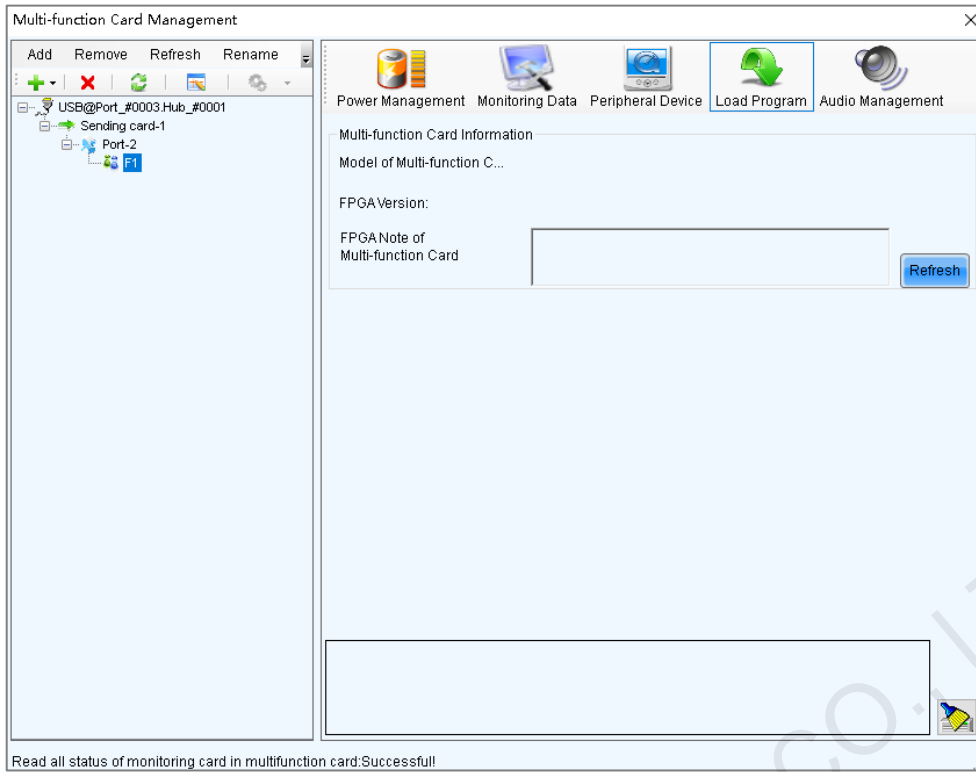 Multi-function Card Management
Add Remove Refresh Rename
USB@Port_#0003.Hub_#0001
Sending card-1
Port-2
F1
Power Management Monitoring Data Peripheral Device Load Program Audio Management
Multi-function Card Information
Model of Multi-function C...
FPGA Version:
FPGA Note of
Multi-function Card
Refresh
Read all status of monitoring card in multifunction card:Successful!
CO.,